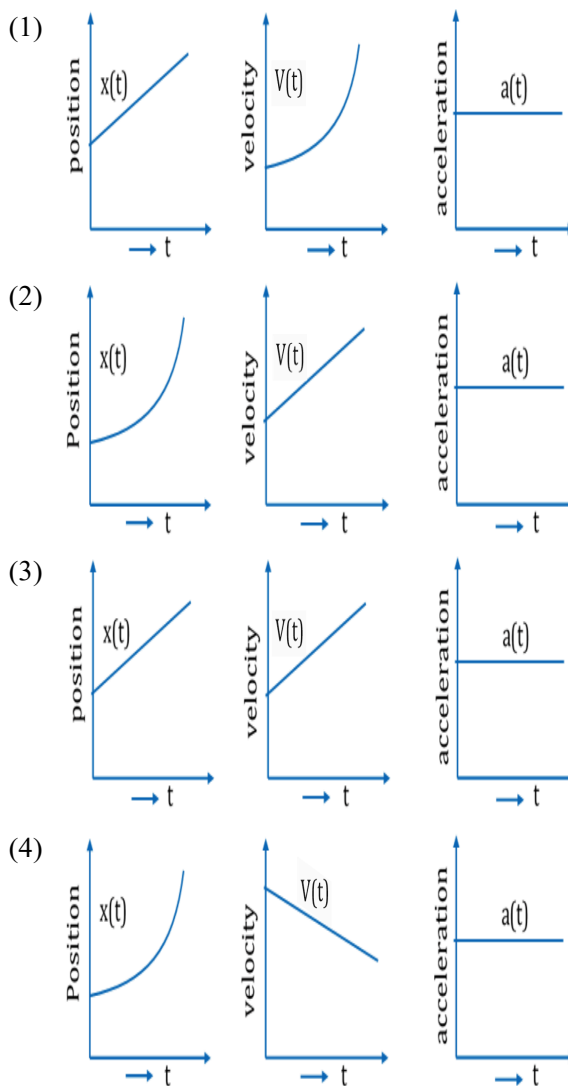 (1)
position x(t) → t
velocity V(t) → t
acceleration a(t) → t
(2)
Position x(t) → t
velocity V(t) → t
acceleration a(t) → t
(3)
position x(t) → t
velocity V(t) → t
acceleration a(t) → t
(4)
Position x(t) → t
velocity V(t) → t
acceleration a(t) → t